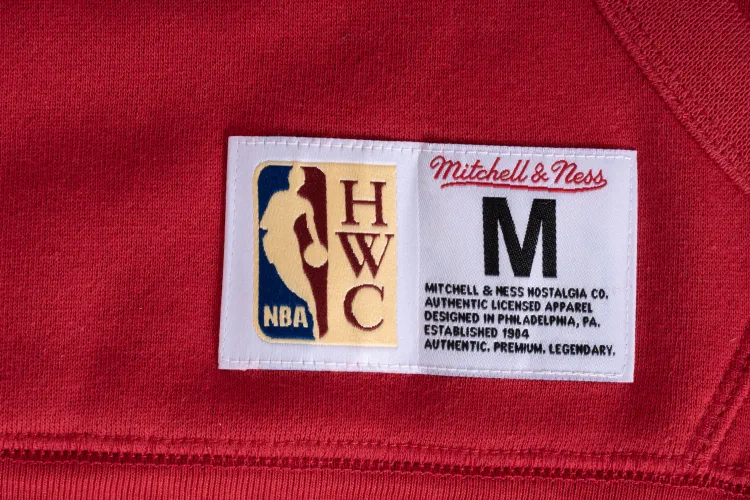 NBA
H
W
C
Mitchell & Ness
M
MITCHELL & NESS NOSTALGIA CO.
AUTHENTIC LICENSED APPAREL
DESIGNED IN PHILADELPHIA, PA.
ESTABLISHED 1904
AUTHENTIC. PREMIUM. LEGENDARY.